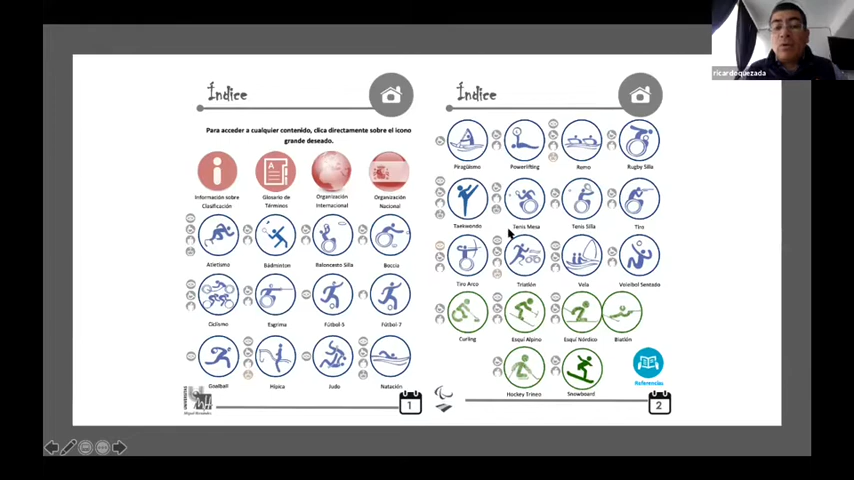 ricardoquezada
Índice
Para acceder a cualquier contenido, clica directamente sobre el icono
grande deseado.
Información sobre
Clasificación
Glosario de
Términos
Organización
Internacional
Organización
Nacional
Atletismo
Bádminton
Baloncesto Silla
Boccia
Ciclismo
Esgrima
Fútbol-5
Fútbol-7
Goalball
Hípica
Judo
Natación
UNIVERSITAS
Miguel Hernández
1
Índice
Piragüismo
Powerlifting
Remo
Rugby Silla
Taekwondo
Tenis Mesa
Tenis Silla
Tiro
Tiro Arco
Triatlón
Vela
Voleibol Sentado
Curling
Esquí Alpino
Esquí Nórdico
Biatlón
Hockey Trineo
Snowboard
Referencias
2